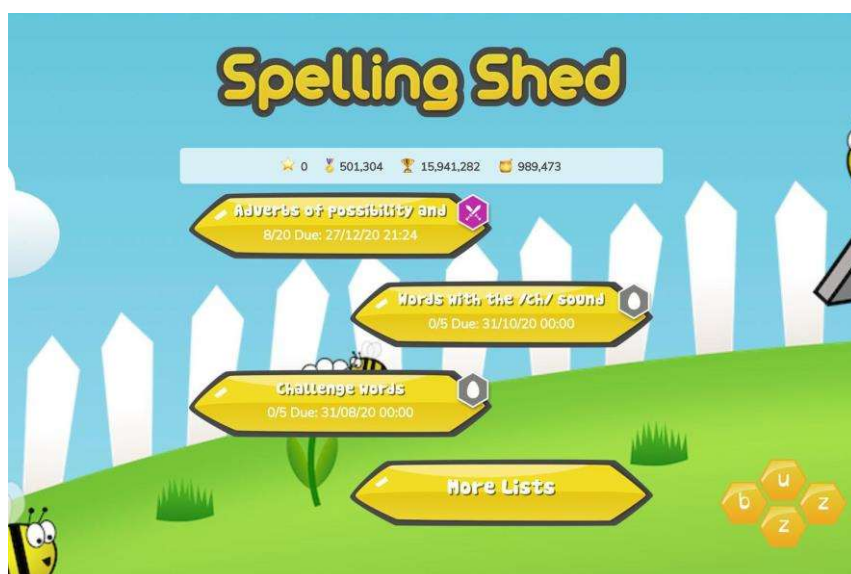 Spelling Shed
0 501,304 15,941,282 989,473
Adverbs of possibility and
8/20 Due: 27/12/20 21:24
Words with the /ch/ sound
0/5 Due: 31/10/20 00:00
Challenge words
0/5 Due: 31/08/20 00:00
More Lists
u
b z
z